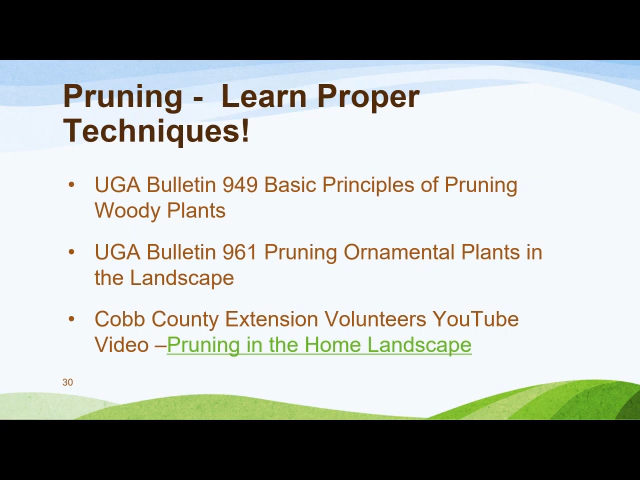 Pruning -  Learn Proper
Techniques!
• UGA Bulletin 949 Basic Principles of Pruning
Woody Plants
• UGA Bulletin 961 Pruning Ornamental Plants in
the Landscape
• Cobb County Extension Volunteers YouTube
Video –Pruning in the Home Landscape
30